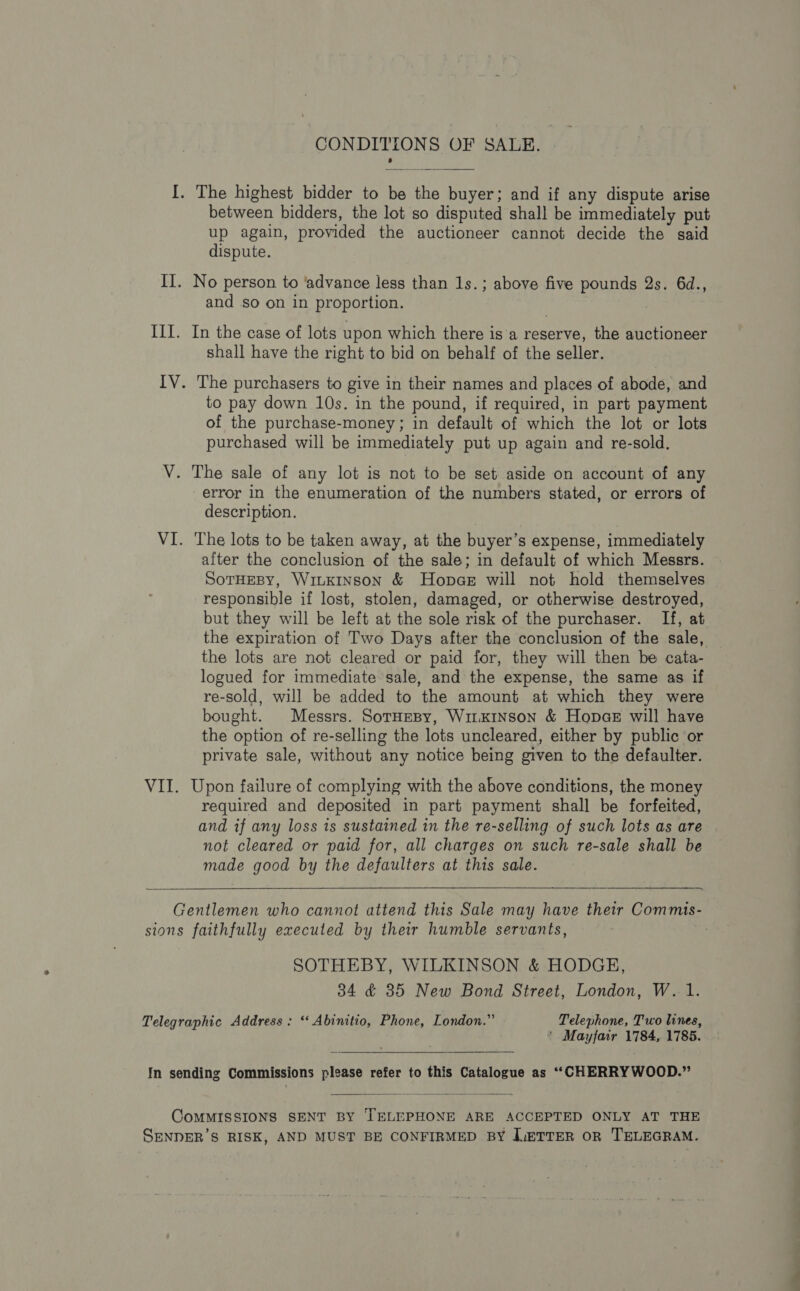 CONDITIONS OF SALE.
I. The highest bidder to be the buyer; and if any dispute arise
between bidders, the lot so disputed shall be immediately put
up again, provided the auctioneer cannot decide the said
dispute.
II. No person to advance less than 1s.; above five pounds 2s. 6d.,
and so on in proportion.
III. In the case of lots upon which there is a reserve, the auctioneer
shall have the right to bid on behalf of the seller.
IV. The purchasers to give in their names and places of abode, and
to pay down 10s. in the pound, if required, in part payment
of the purchase-money; in default of which the lot or lots
purchased will be immediately put up again and re-sold.
V. The sale of any lot is not to be set aside on account of any
error in the enumeration of the numbers stated, or errors of
description.
VI. The lots to be taken away, at the buyer's expense, immediately
after the conclusion of the sale; in default of which Messrs.
SOTHEBY, WILKINSON & HODGE will not hold themselves
responsible if lost, stolen, damaged, or otherwise destroyed,
but they will be left at the sole risk of the purchaser. If, at
the expiration of Two Days after the conclusion of the sale,
the lots are not cleared or paid for, they will then be cata-
logued for immediate sale, and the expense, the same as if
re-sold, will be added to the amount at which they were
bought. Messrs. SOTHEBY, WILKINSON & HODGE will have
the option of re-selling the lots uncleared, either by public or
private sale, without any notice being given to the defaulter.
VII. Upon failure of complying with the above conditions, the money
required and deposited in part payment shall be forfeited,
and if any loss is sustained in the re-selling of such lots as are
not cleared or paid for, all charges on such re-sale shall be
made good by the defaulters at this sale.
Gentlemen who cannot attend this Sale may have their Commis-
sions faithfully executed by their humble servants,
SOTHEBY, WILKINSON & HODGE,
34 & 35 New Bond Street, London, W. 1.
Telegraphic Address: "Abinitio, Phone, London." Telephone, Two lines,
Mayfair 1784, 1785.
In sending Commissions please refer to this Catalogue as "CHERRYWOOD."
COMMISSIONS SENT BY TELEPHONE ARE ACCEPTED ONLY AT THE
SENDER'S RISK, AND MUST BE CONFIRMED BY LETTER OR TELEGRAM.